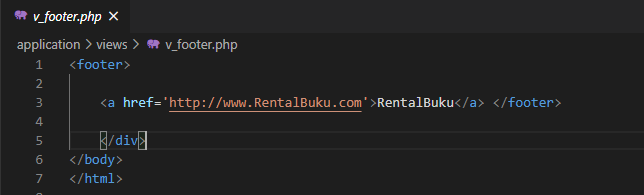 v_footer.php ×
application > views > v_footer.php
1 <footer>
2
3 <a href='http://www.RentalBuku.com'>RentalBuku</a> </footer>
4
5 </div>
6 </body>
7 </html>